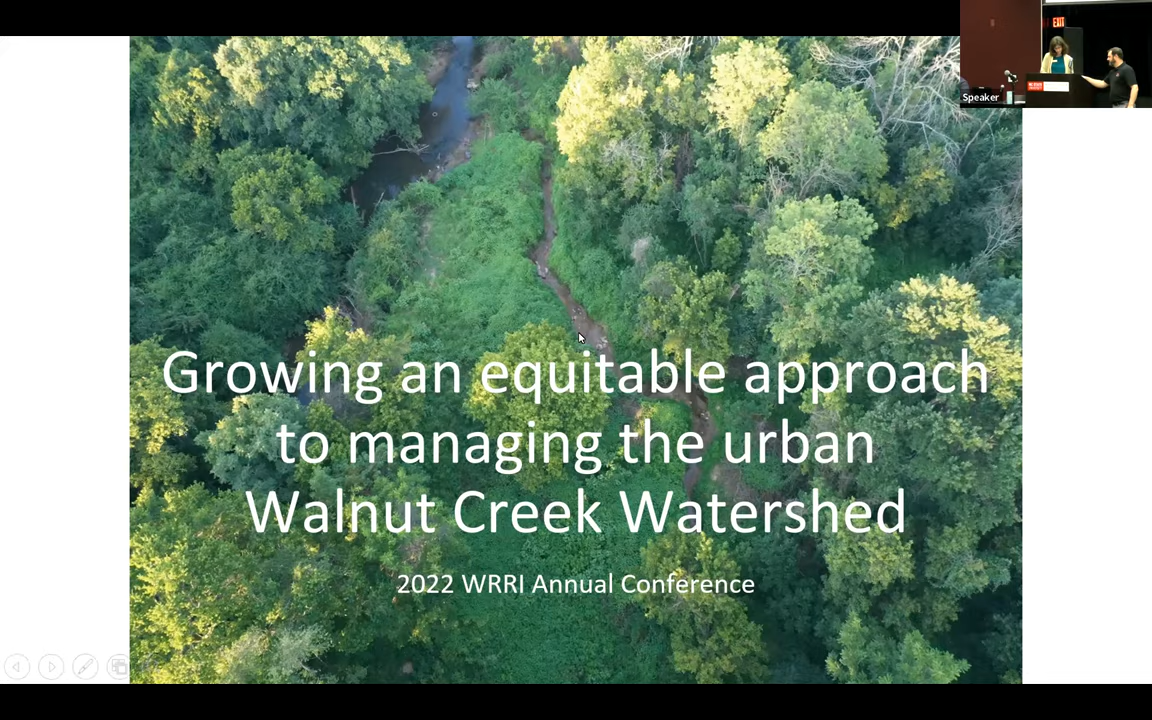 EXIT
Speaker
Growing an equitable approach
to managing the urban
Walnut Creek Watershed
2022 WRRI Annual Conference